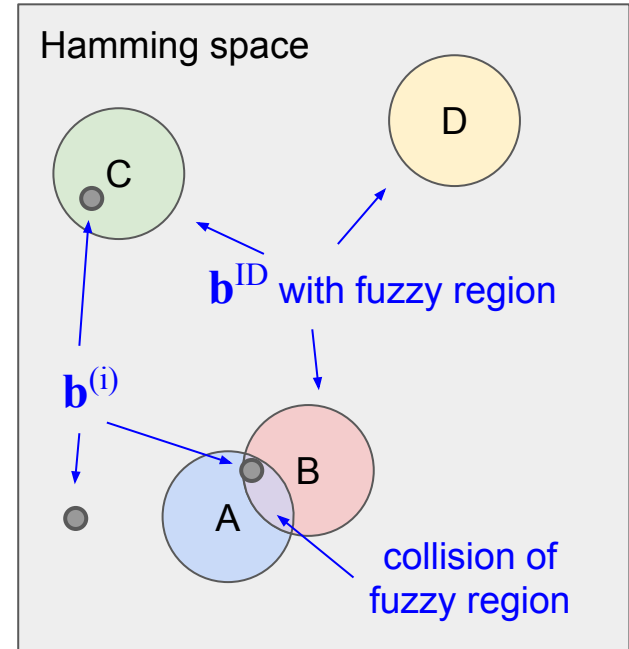 Hamming space
D
C
b^ID with fuzzy region
b^(i)
B
A
collision of
fuzzy region